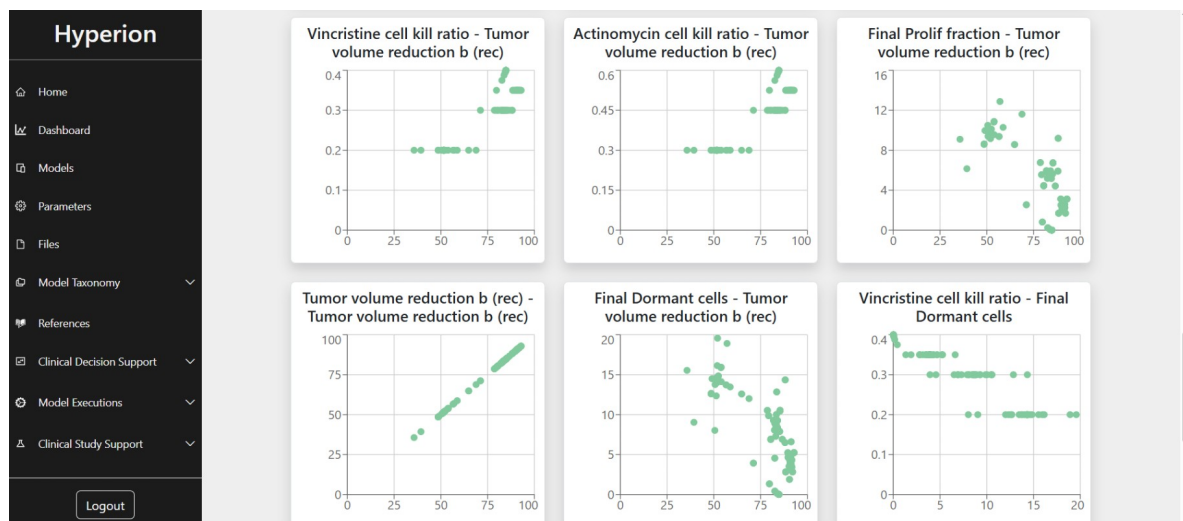 Hyperion
Home
Dashboard
Models
Parameters
Files
Model Taxonomy
References
Clinical Decision Support
Model Executions
Clinical Study Support
Logout
Vincristine cell kill ratio - Tumor
volume reduction b (rec)
0.4
0.3
0.2
0.1
0
0 25 50 75 100
Actinomycin cell kill ratio - Tumor
volume reduction b (rec)
0.6
0.45
0.3
0.15
0
0 25 50 75 100
Final Prolif fraction - Tumor
volume reduction b (rec)
16
12
8
4
0
0 25 50 75 100
Tumor volume reduction b (rec) -
Tumor volume reduction b (rec)
100
75
50
25
0
0 25 50 75 100
Final Dormant cells - Tumor
volume reduction b (rec)
20
15
10
5
0
0 25 50 75 100
Vincristine cell kill ratio - Final
Dormant cells
0.4
0.3
0.2
0.1
0
0 5 10 15 20